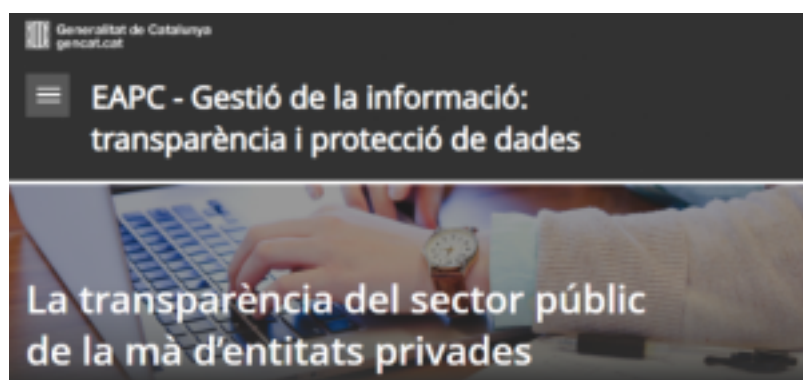 Generalitat de Catalunya
gencat.cat
EAPC - Gestió de la informació:
transparència i protecció de dades
La transparència del sector públic
de la mà d'entitats privades